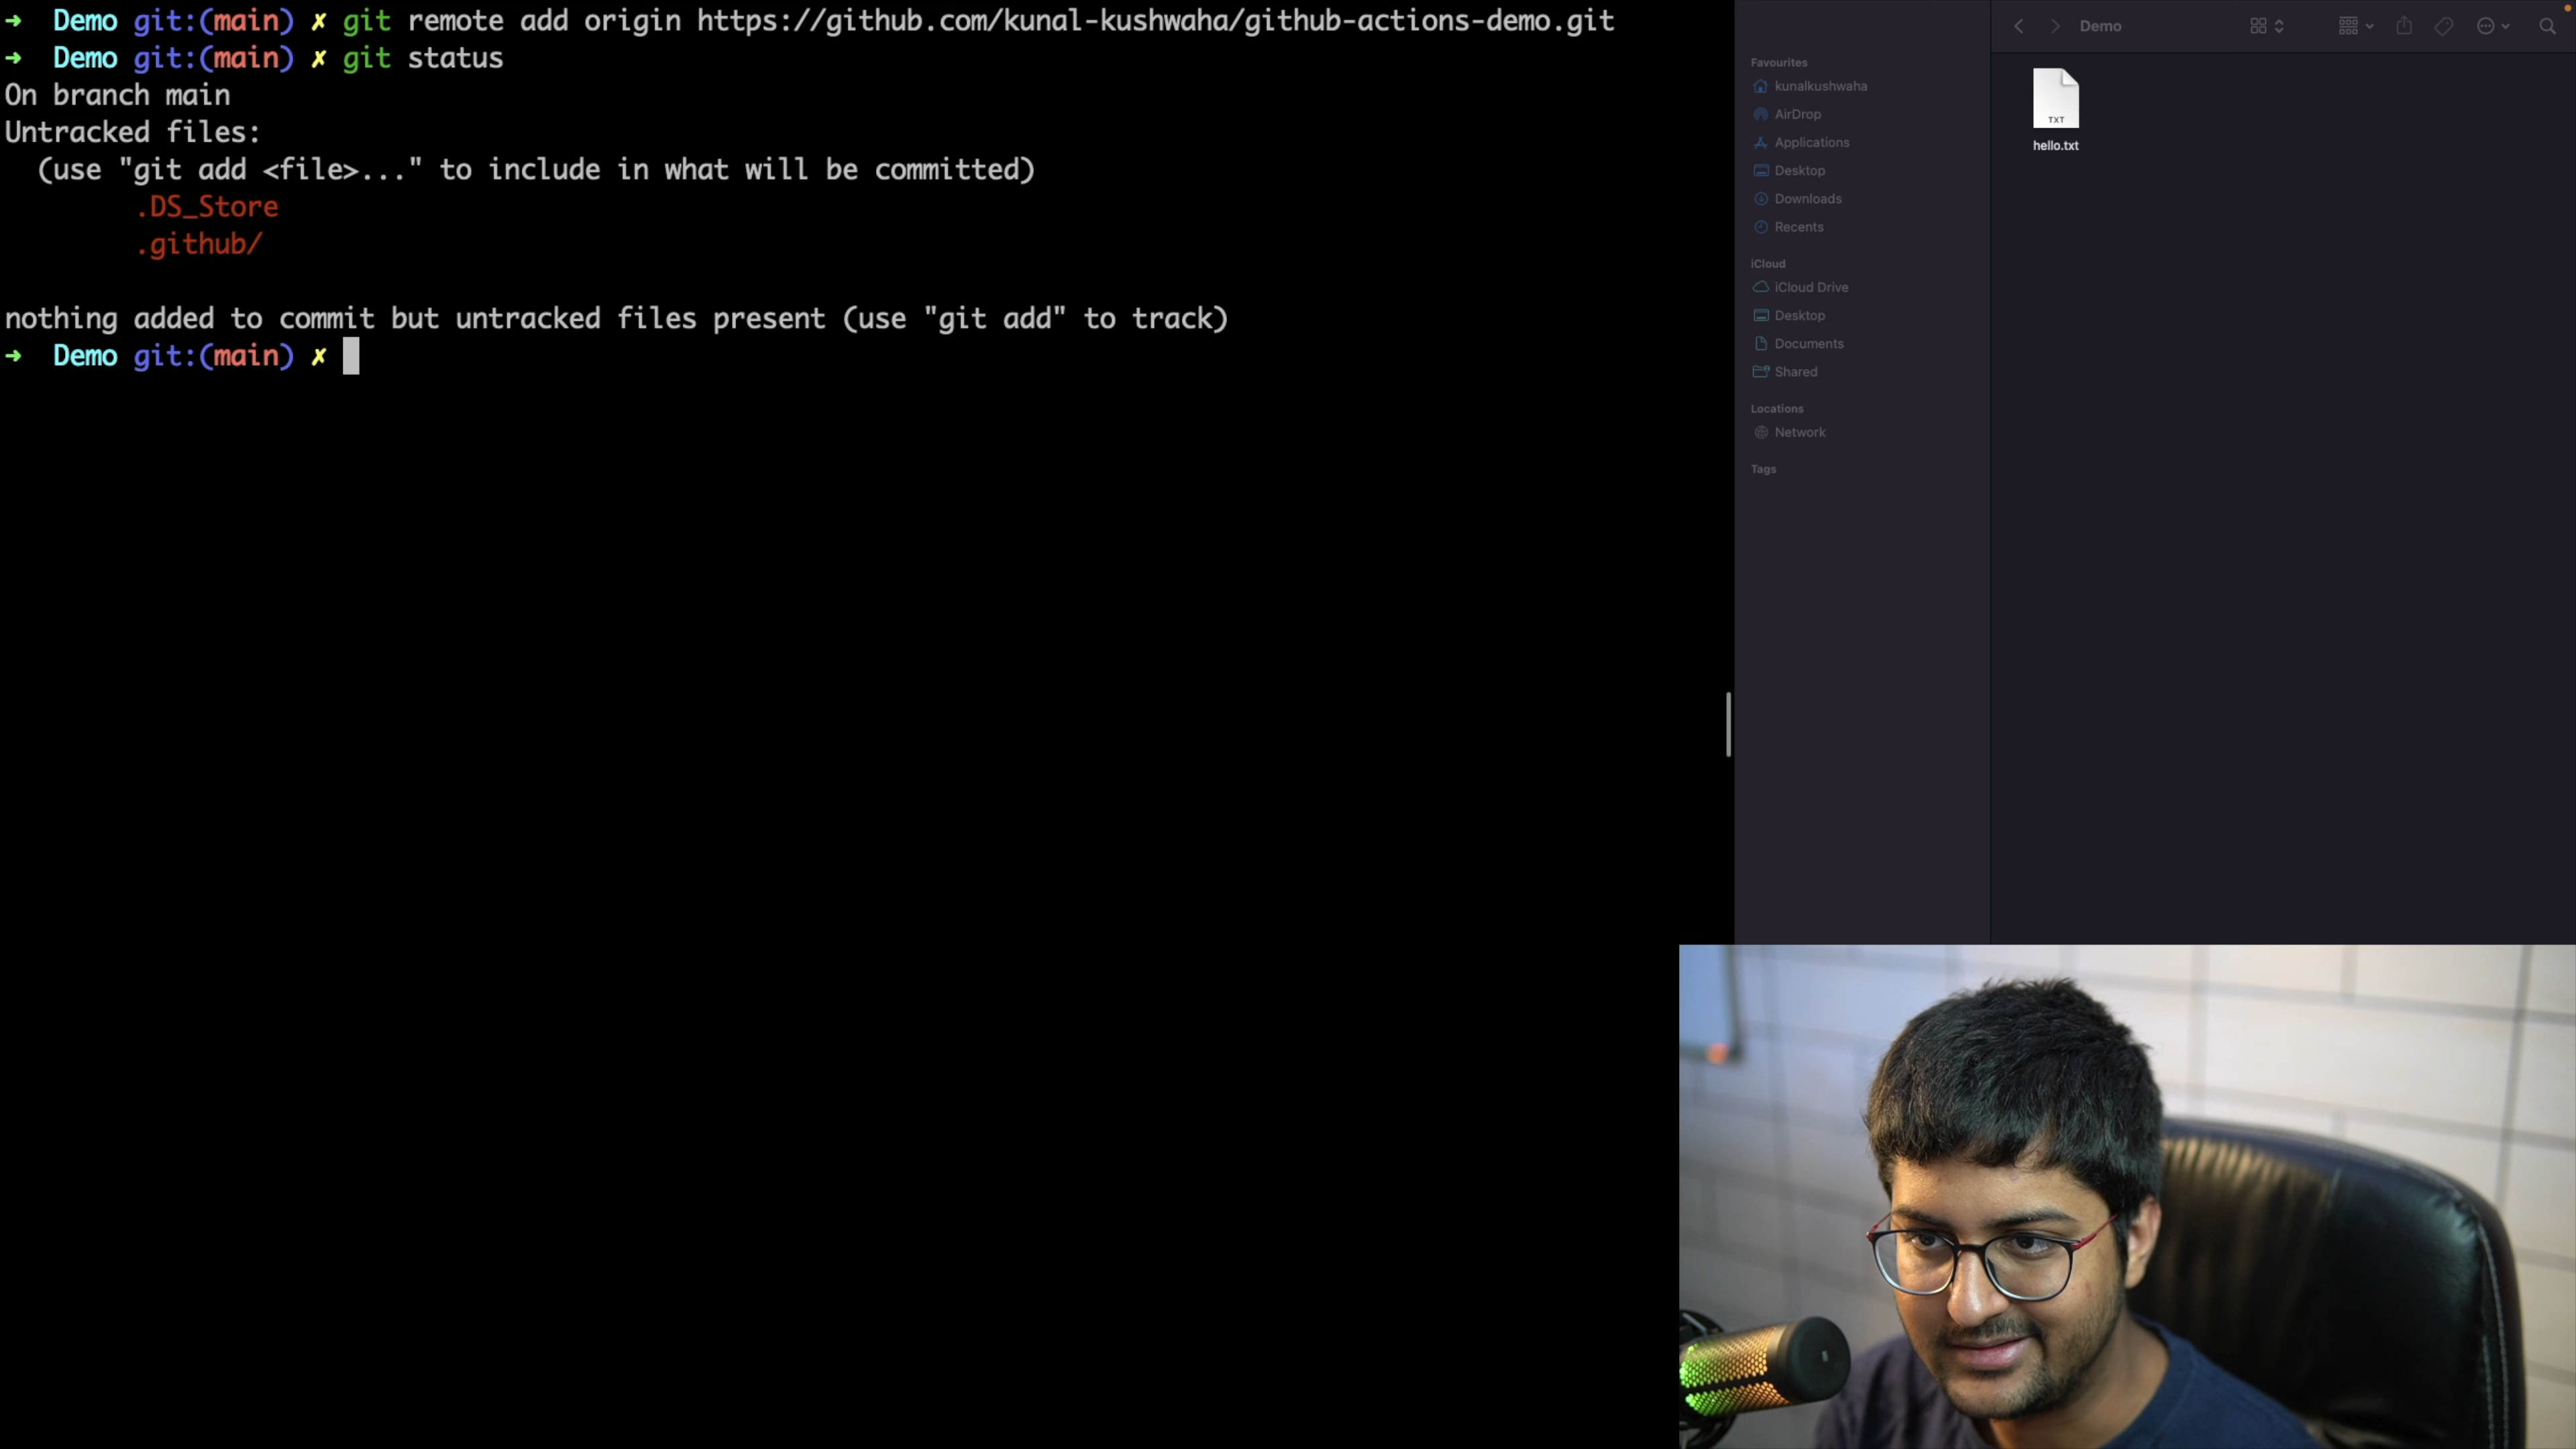 ➜ Demo git:(main) ✗ git remote add origin https://github.com/kunal-kushwaha/github-actions-demo.git
➜ Demo git:(main) ✗ git status
On branch main
Untracked files:
(use "git add <file>..." to include in what will be committed)
.DS_Store
.github/
nothing added to commit but untracked files present (use "git add" to track)
➜ Demo git:(main) ✗
Demo
Favourites
kunalkushwaha
AirDrop
Applications
Desktop
Downloads
Recents
iCloud
iCloud Drive
Desktop
Documents
Shared
Locations
Network
Tags
TXT
hello.txt